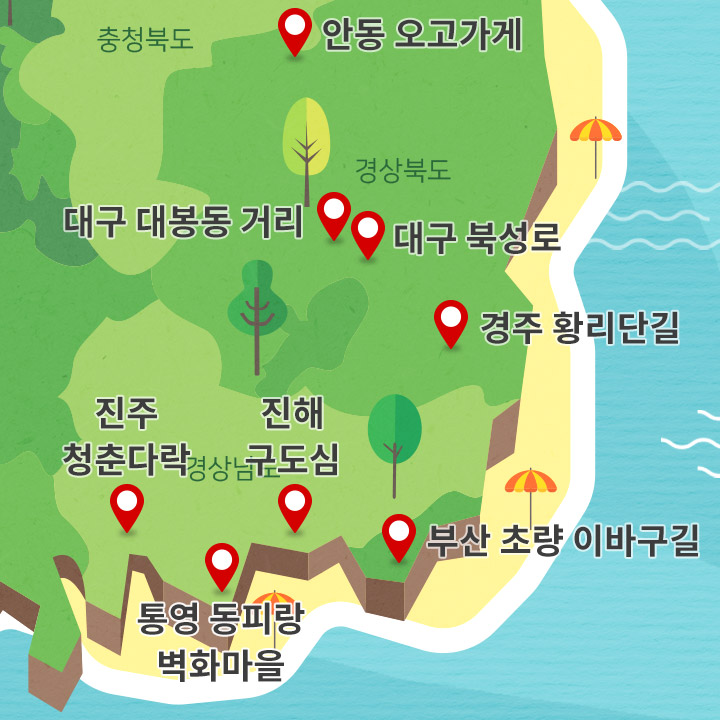 충청북도
안동 오고가게
경상북도
대구 대봉동 거리
대구 북성로
경주 황리단길
진주
청춘다락
진해
구도심
경상남도
부산 초량 이바구길
통영 동피랑
벽화마을